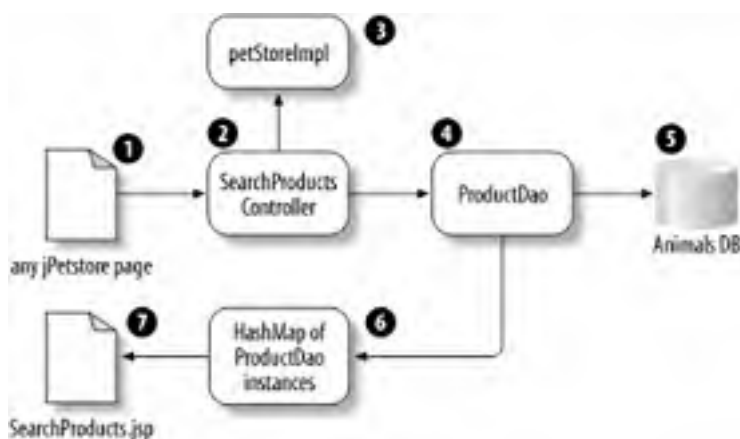 petStoreImpl
3
1
2
SearchProducts
Controller
4
ProductDao
5
any jPetstore page
Animals DB
7
HashMap of
ProductDao
instances
6
SearchProducts.jsp